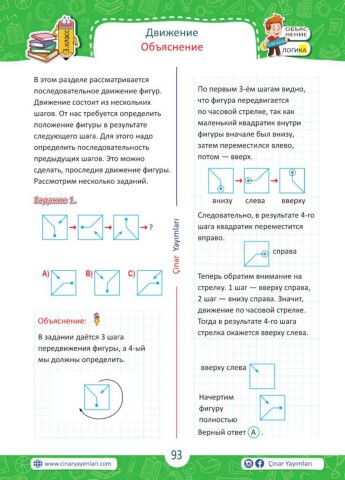 3 класс
Движение
Объяснение
ОБЪЯС
НЕНИЕ
ЛОГИКА
В этом разделе рассматривается
последовательное движение фигур.
Движение состоит из нескольких
шагов. От нас требуется определить
положение фигуры в результате
следующего шага. Для этого надо
определить последовательность
предыдущих шагов. Это можно
сделать, проследив движение фигуры.
Рассмотрим несколько заданий.
Задание 1.
?
А)
В)
С)
Объяснение:
В задании даётся 3 шага
передвижения фигуры, а 4-ый
мы должны определить.
Çinar Yayımları
По первым 3-ём шагам видно,
что фигура передвигается
по часовой стрелке, так как
маленький квадратик внутри
фигуры вначале был внизу,
затем переместился влево,
потом — вверх.
внизу слева вверху
Следовательно, в результате 4-го
шага квадратик переместится
вправо.
справа
Теперь обратим внимание на
стрелку. 1 шаг — вверху справа,
2 шаг — внизу справа. Значит,
движение по часовой стрелке.
Тогда в результате 4-го шага
стрелка окажется вверху слева.
вверху слева
Начертим
фигуру
полностью
Верный ответ А .
www.cinaryayimlari.com
93
Çinar Yayımları